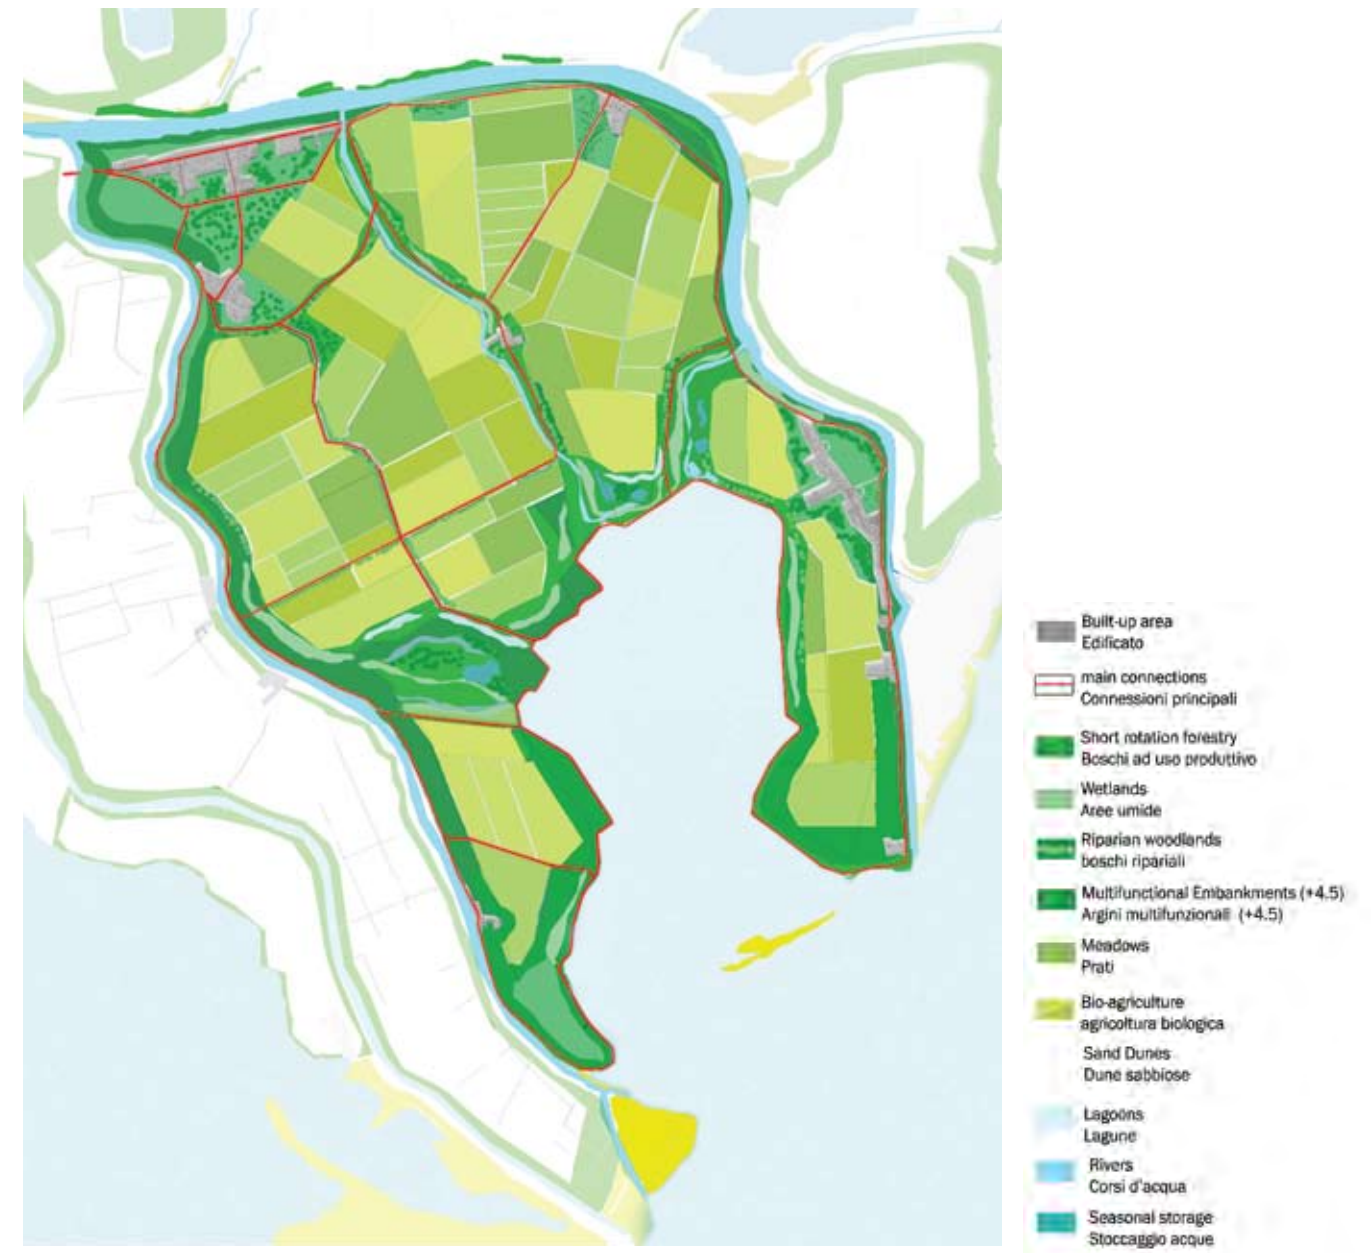 Built-up area
Edificato
main connections
Connessioni principali
Short rotation forestry
Boschi ad uso produttivo
Wetlands
Aree umide
Riparian woodlands
boschi ripariali
Multifunctional Embankments (+4.5)
Argini multifunzionali (+4.5)
Meadows
Prati
Bio-agriculture
agricoltura biologica
Sand Dunes
Dune sabbiose
Lagoons
Lagune
Rivers
Corsi d'acqua
Seasonal storage
Stoccaggio acque